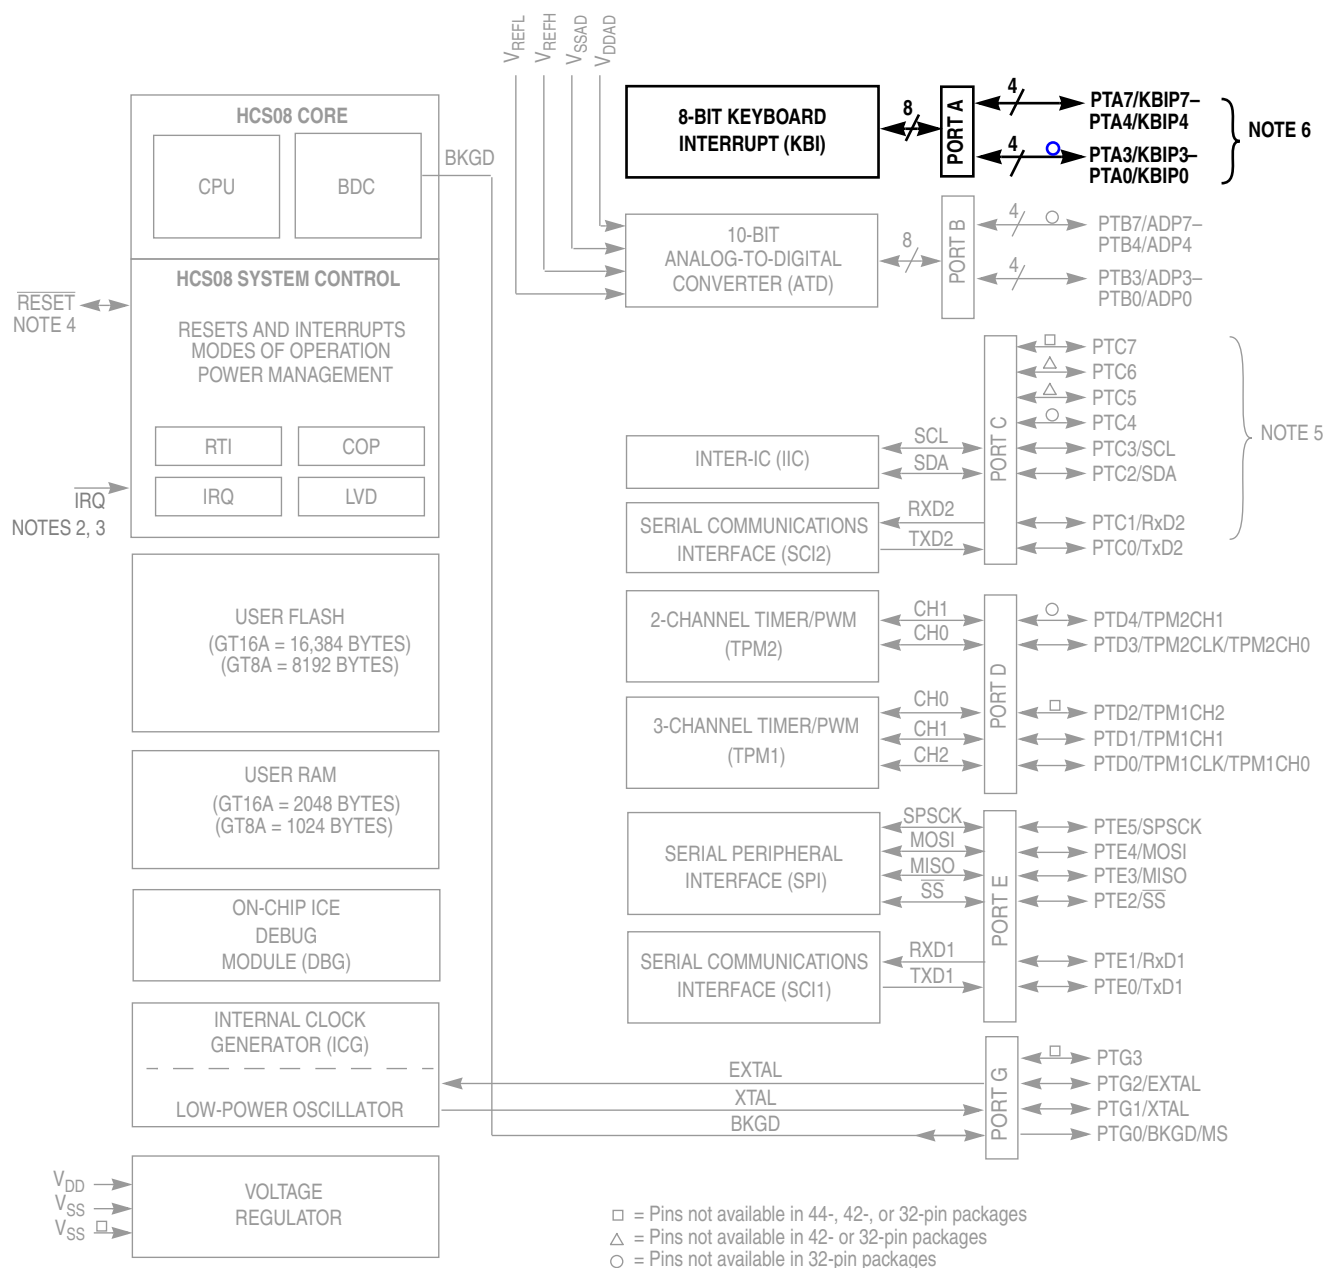 VREFL
VREFH
VSSAD
VDDAD
HCS08 CORE
CPU
BDC
BKGD
HCS08 SYSTEM CONTROL
RESET
NOTE 4
RESETS AND INTERRUPTS
MODES OF OPERATION
POWER MANAGEMENT
RTI
COP
IRQ
LVD
IRQ
NOTES 2, 3
USER FLASH
(GT16A = 16,384 BYTES)
(GT8A = 8192 BYTES)
USER RAM
(GT16A = 2048 BYTES)
(GT8A = 1024 BYTES)
ON-CHIP ICE
DEBUG
MODULE (DBG)
INTERNAL CLOCK
GENERATOR (ICG)
LOW-POWER OSCILLATOR
VDD
VSS
VSS
VOLTAGE
REGULATOR
8-BIT KEYBOARD
INTERRUPT (KBI)
8
PORT A
4
PTA7/KBIP7–
PTA4/KBIP4
4
PTA3/KBIP3–
PTA0/KBIP0
NOTE 6
10-BIT
ANALOG-TO-DIGITAL
CONVERTER (ATD)
8
PORT B
4
PTB7/ADP7–
PTB4/ADP4
4
PTB3/ADP3–
PTB0/ADP0
INTER-IC (IIC)
SCL
SDA
SERIAL COMMUNICATIONS
INTERFACE (SCI2)
RXD2
TXD2
PORT C
PTC7
PTC6
PTC5
PTC4
PTC3/SCL
PTC2/SDA
PTC1/RxD2
PTC0/TxD2
NOTE 5
2-CHANNEL TIMER/PWM
(TPM2)
CH1
CH0
3-CHANNEL TIMER/PWM
(TPM1)
CH0
CH1
CH2
PORT D
PTD4/TPM2CH1
PTD3/TPM2CLK/TPM2CH0
PTD2/TPM1CH2
PTD1/TPM1CH1
PTD0/TPM1CLK/TPM1CH0
SERIAL PERIPHERAL
INTERFACE (SPI)
SPSCK
MOSI
MISO
SS
SERIAL COMMUNICATIONS
INTERFACE (SCI1)
RXD1
TXD1
PORT E
PTE5/SPSCK
PTE4/MOSI
PTE3/MISO
PTE2/SS
PTE1/RxD1
PTE0/TxD1
EXTAL
XTAL
BKGD
PORT G
PTG3
PTG2/EXTAL
PTG1/XTAL
PTG0/BKGD/MS
□ = Pins not available in 44-, 42-, or 32-pin packages
△ = Pins not available in 42- or 32-pin packages
○ = Pins not available in 32-pin packages